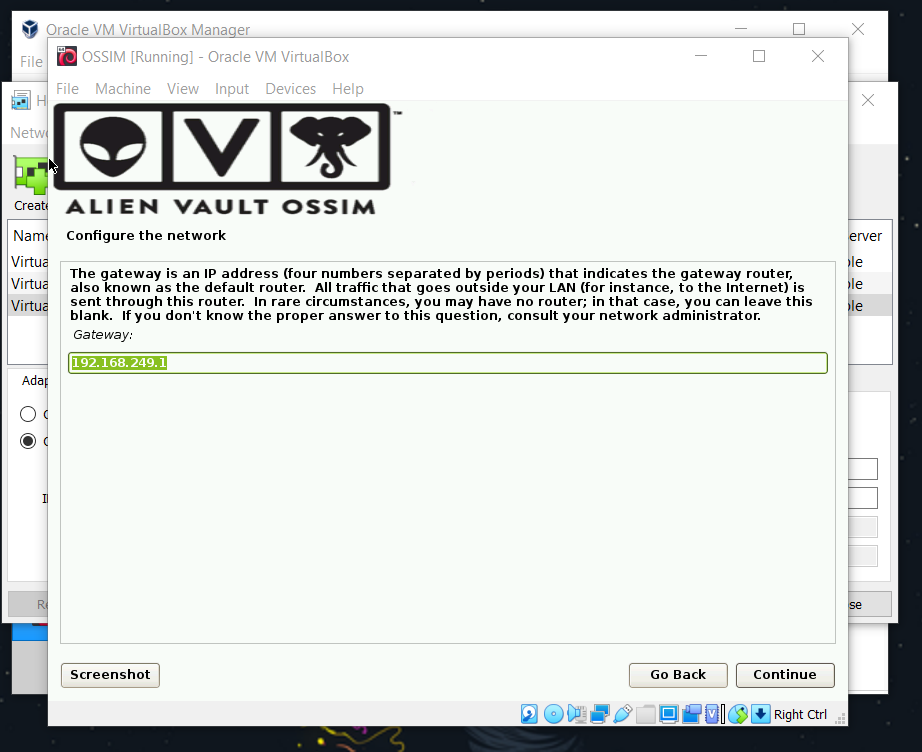 Oracle VM VirtualBox Manager
File
OSSIM [Running] - Oracle VM VirtualBox
File Machine View Input Devices Help
H
Netwo
Create
Name
erver
Virtua
ble
Virtua
ble
Virtua
ble
Adap
ALIEN VAULT OSSIM
TM
Configure the network
The gateway is an IP address (four numbers separated by periods) that indicates the gateway router,
also known as the default router. All traffic that goes outside your LAN (for instance, to the Internet) is
sent through this router. In rare circumstances, you may have no router; in that case, you can leave this
blank. If you don't know the proper answer to this question, consult your network administrator.
Gateway:
192.168.249.1
Re
ose
Screenshot Go Back Continue
Right Ctrl